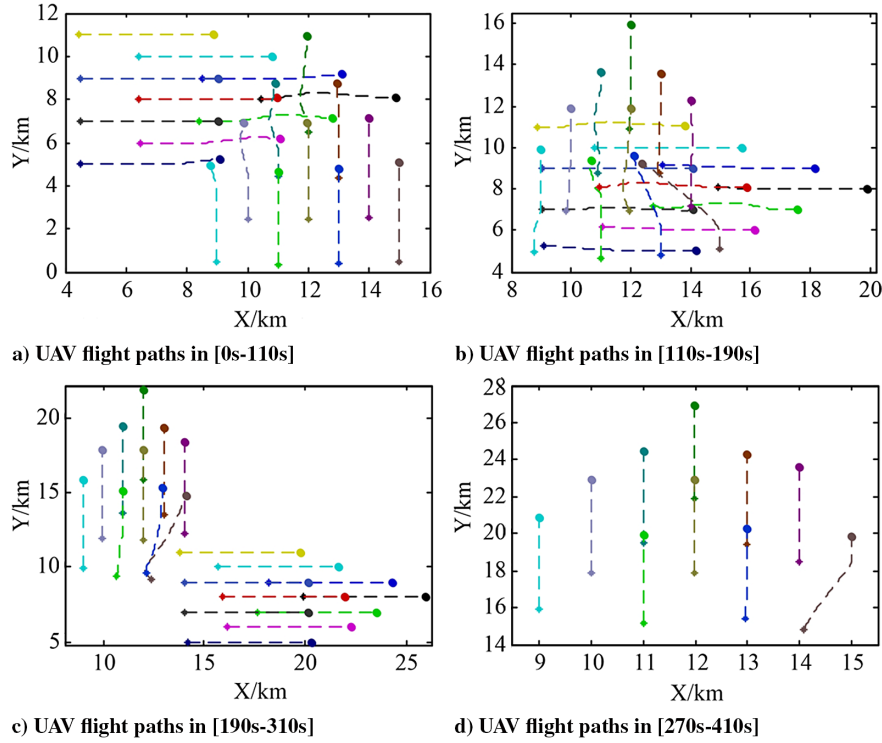 12
10
8
6
4
2
0
Y/km
4 6 8 10 12 14 16
X/km
a) UAV flight paths in [0s-110s]
16
14
12
10
8
6
4
Y/km
8 10 12 14 16 18 20
X/km
b) UAV flight paths in [110s-190s]
20
15
10
5
Y/km
10 15 20 25
X/km
c) UAV flight paths in [190s-310s]
28
26
24
22
20
18
16
14
Y/km
9 10 11 12 13 14 15
X/km
d) UAV flight paths in [270s-410s]